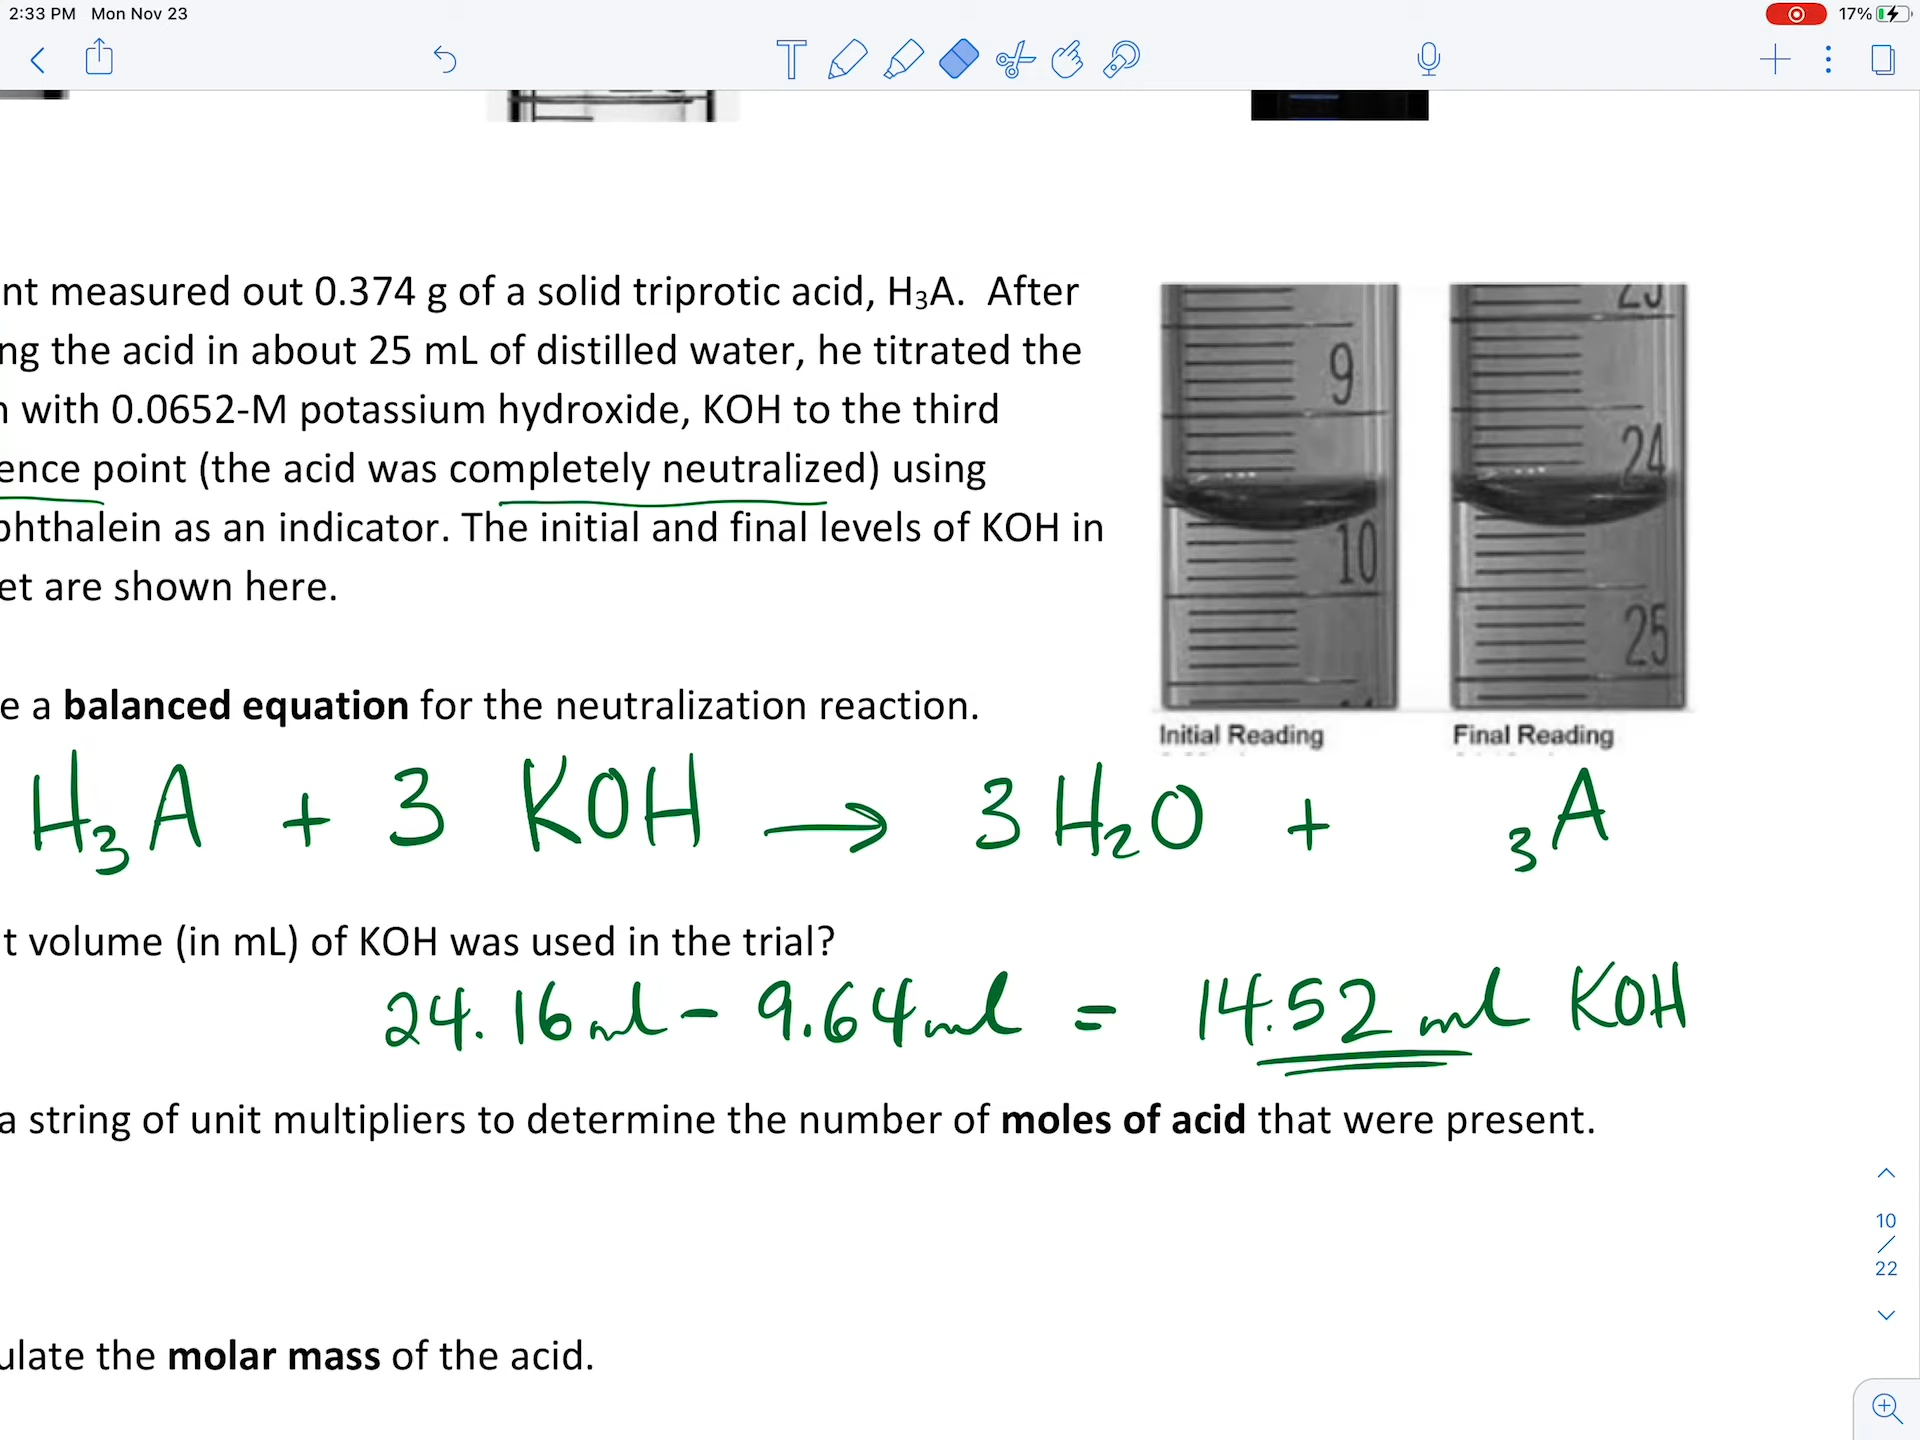 2:33 PM Mon Nov 23 17%
nt measured out 0.374 g of a solid triprotic acid, H₃A. After
ng the acid in about 25 mL of distilled water, he titrated the
with 0.0652-M potassium hydroxide, KOH to the third
ence point (the acid was completely neutralized) using
phthalein as an indicator. The initial and final levels of KOH in
et are shown here.
9
10
Initial Reading
24
25
Final Reading
e a balanced equation for the neutralization reaction.
H₃A + 3 KOH → 3 H₂O + ₃A
t volume (in mL) of KOH was used in the trial?
24.16 ml - 9.64 ml = 14.52 ml KOH
a string of unit multipliers to determine the number of moles of acid that were present.
10
/
22
ulate the molar mass of the acid.